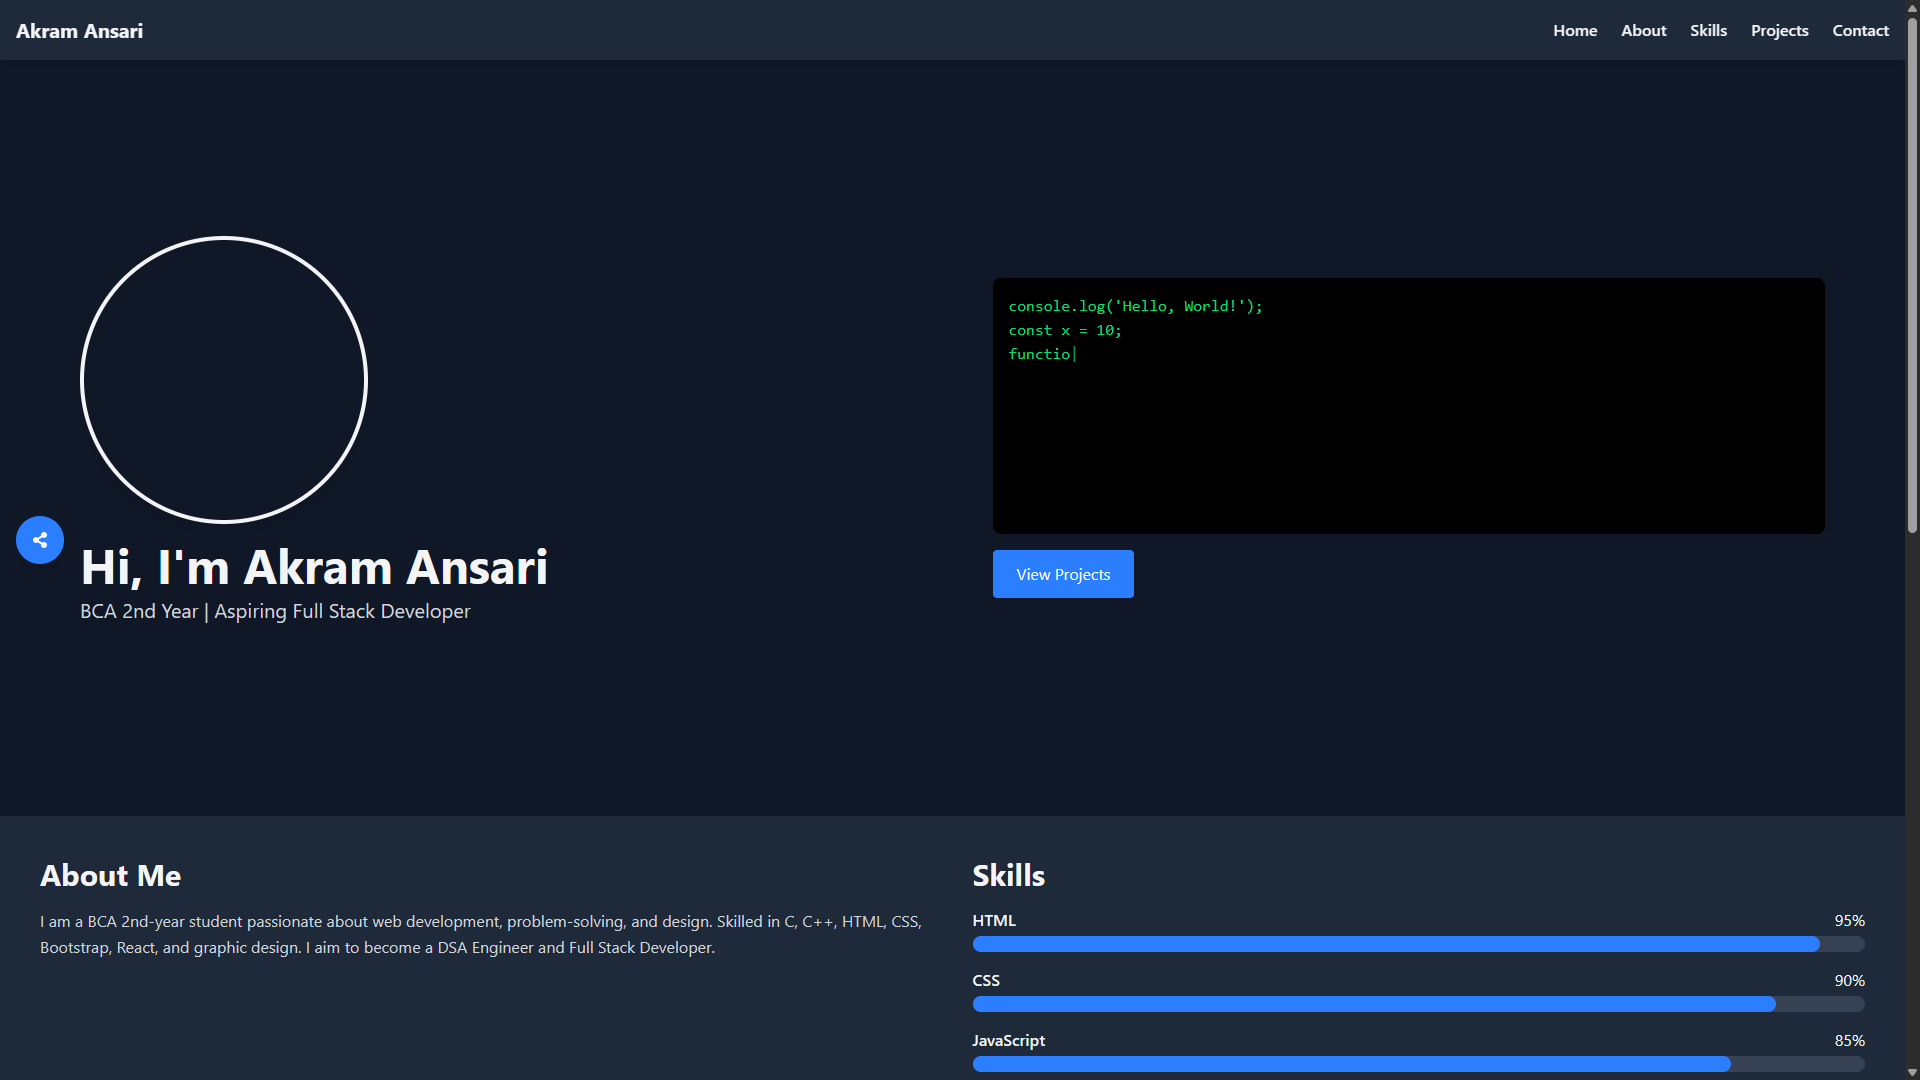 Akram Ansari
Home About Skills Projects Contact
console.log('Hello, World!');
const x = 10;
functio
View Projects
Hi, I'm Akram Ansari
BCA 2nd Year | Aspiring Full Stack Developer
About Me
I am a BCA 2nd-year student passionate about web development, problem-solving, and design. Skilled in C, C++, HTML, CSS,
Bootstrap, React, and graphic design. I aim to become a DSA Engineer and Full Stack Developer.
Skills
HTML 95%
CSS 90%
JavaScript 85%